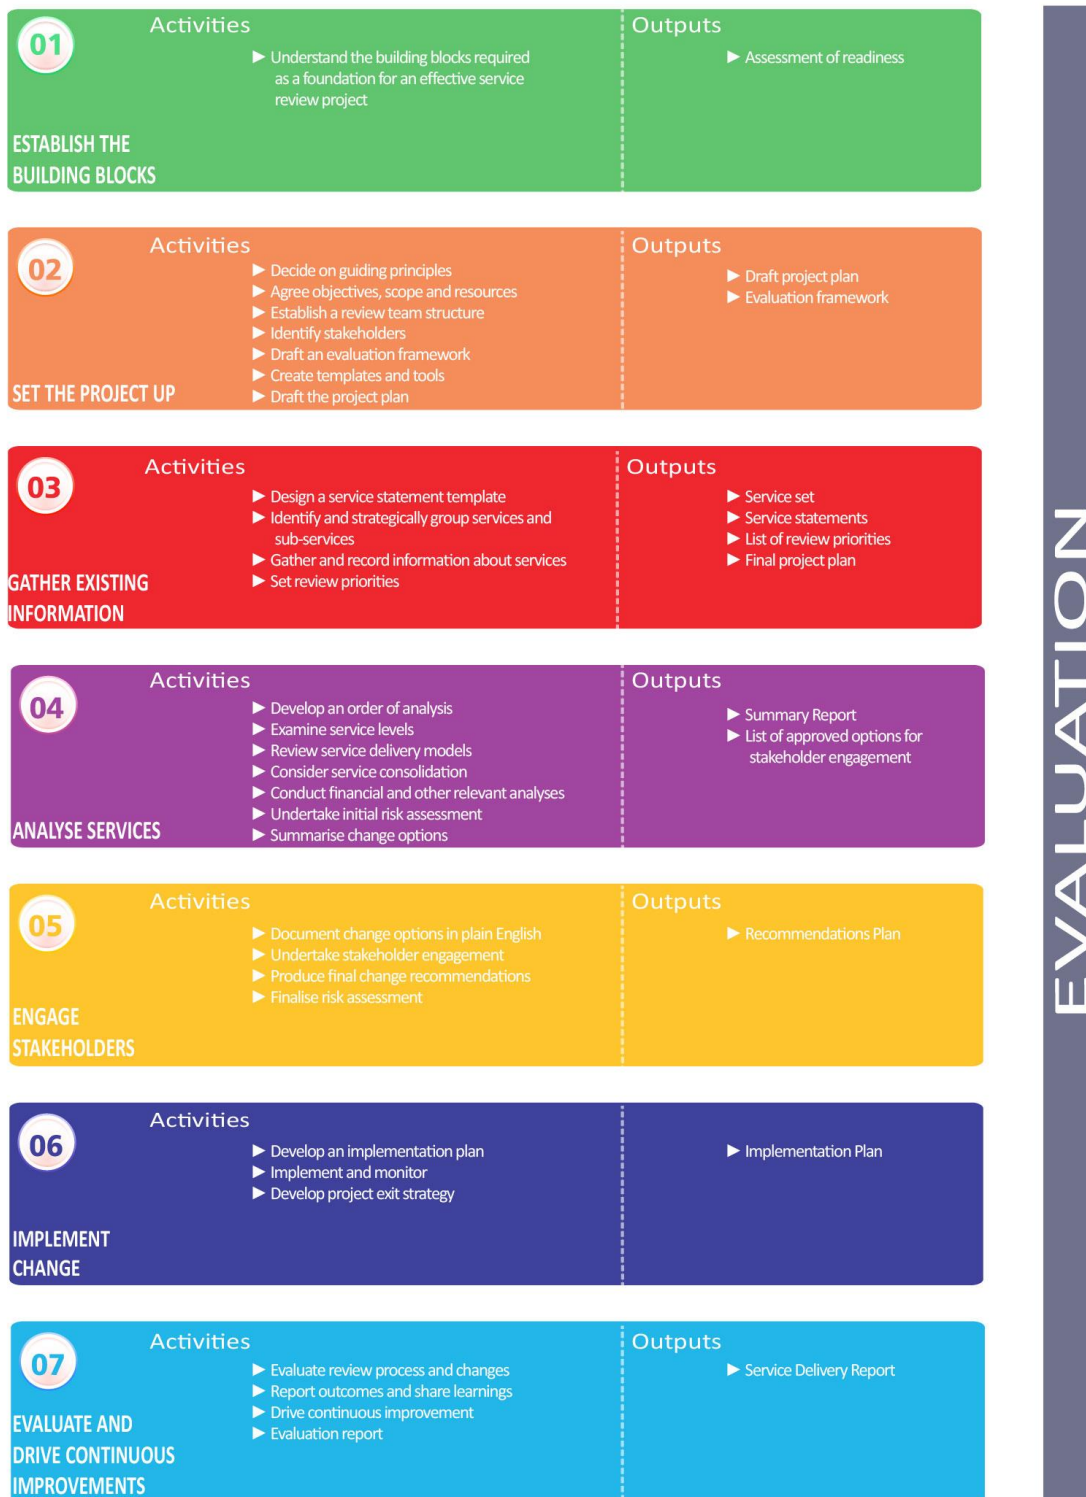 01
Activities
► Understand the building blocks required
as a foundation for an effective service
review project
Outputs
► Assessment of readiness
ESTABLISH THE
BUILDING BLOCKS
02
Activities
► Decide on guiding principles
► Agree objectives, scope and resources
► Establish a review team structure
► Identify stakeholders
► Draft an evaluation framework
► Create templates and tools
► Draft the project plan
Outputs
► Draft project plan
► Evaluation framework
SET THE PROJECT UP
03
Activities
► Design a service statement template
► Identify and strategically group services and
sub-services
► Gather and record information about services
► Set review priorities
Outputs
► Service set
► Service statements
► List of review priorities
► Final project plan
GATHER EXISTING
INFORMATION
04
Activities
► Develop an order of analysis
► Examine service levels
► Review service delivery models
► Consider service consolidation
► Conduct financial and other relevant analyses
► Undertake initial risk assessment
► Summarise change options
Outputs
► Summary Report
► List of approved options for
stakeholder engagement
ANALYSE SERVICES
05
Activities
► Document change options in plain English
► Undertake stakeholder engagement
► Produce final change recommendations
► Finalise risk assessment
Outputs
► Recommendations Plan
ENGAGE
STAKEHOLDERS
06
Activities
► Develop an implementation plan
► Implement and monitor
► Develop project exit strategy
► Implementation Plan
IMPLEMENT
CHANGE
07
Activities
► Evaluate review process and changes
► Report outcomes and share learnings
► Drive continuous improvement
► Evaluation report
Outputs
► Service Delivery Report
EVALUATE AND
DRIVE CONTINUOUS
IMPROVEMENTS
EVALUATION